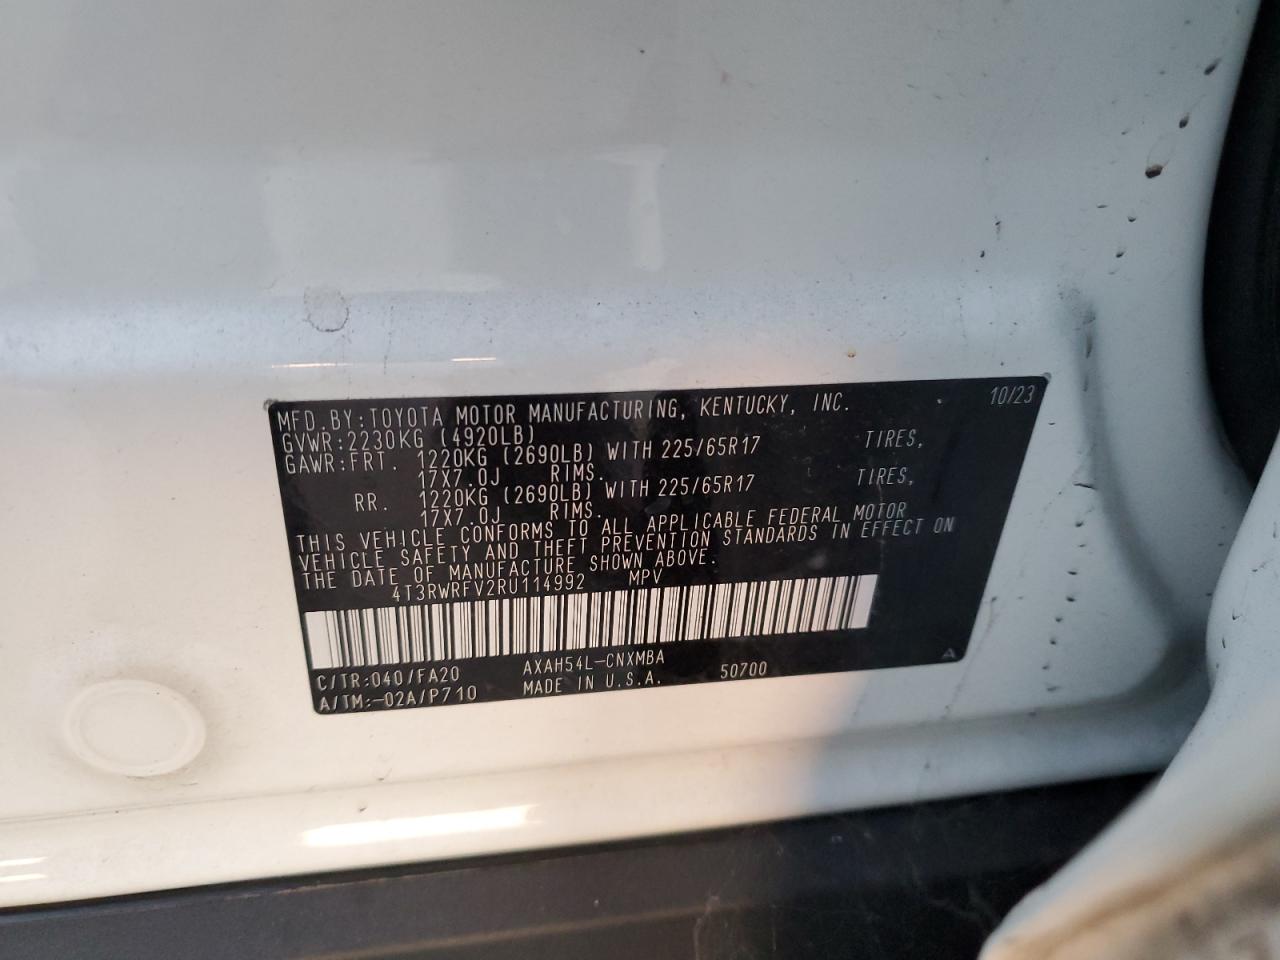 10/23
MFD.BY:TOYOTA MOTOR MANUFACTURING, KENTUCKY, INC.
GVWR:2230KG (4920LB)
GAWR:FRT. 1220KG (2690LB) WITH 225/65R17 TIRES,
17X7.0J RIMS.
RR. 1220KG (2690LB) WITH 225/65R17 TIRES,
17X7.0J RIMS.
THIS VEHICLE CONFORMS TO ALL APPLICABLE FEDERAL MOTOR
VEHICLE SAFETY AND THEFT PREVENTION STANDARDS IN EFFECT ON
THE DATE OF MANUFACTURE SHOWN ABOVE.
4T3RWRFV2RU114992 MPV
C/TR:040/FA20 AXAH54L-CNXMBA 50700 A
A/TM:-02A/P710 MADE IN U.S.A.